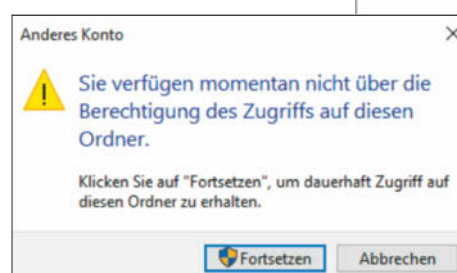 Anderes Konto
Sie verfügen momentan nicht über die
Berechtigung des Zugriffs auf diesen
Ordner.
Klicken Sie auf "Fortsetzen", um dauerhaft Zugriff auf
diesen Ordner zu erhalten.
Fortsetzen
Abbrechen